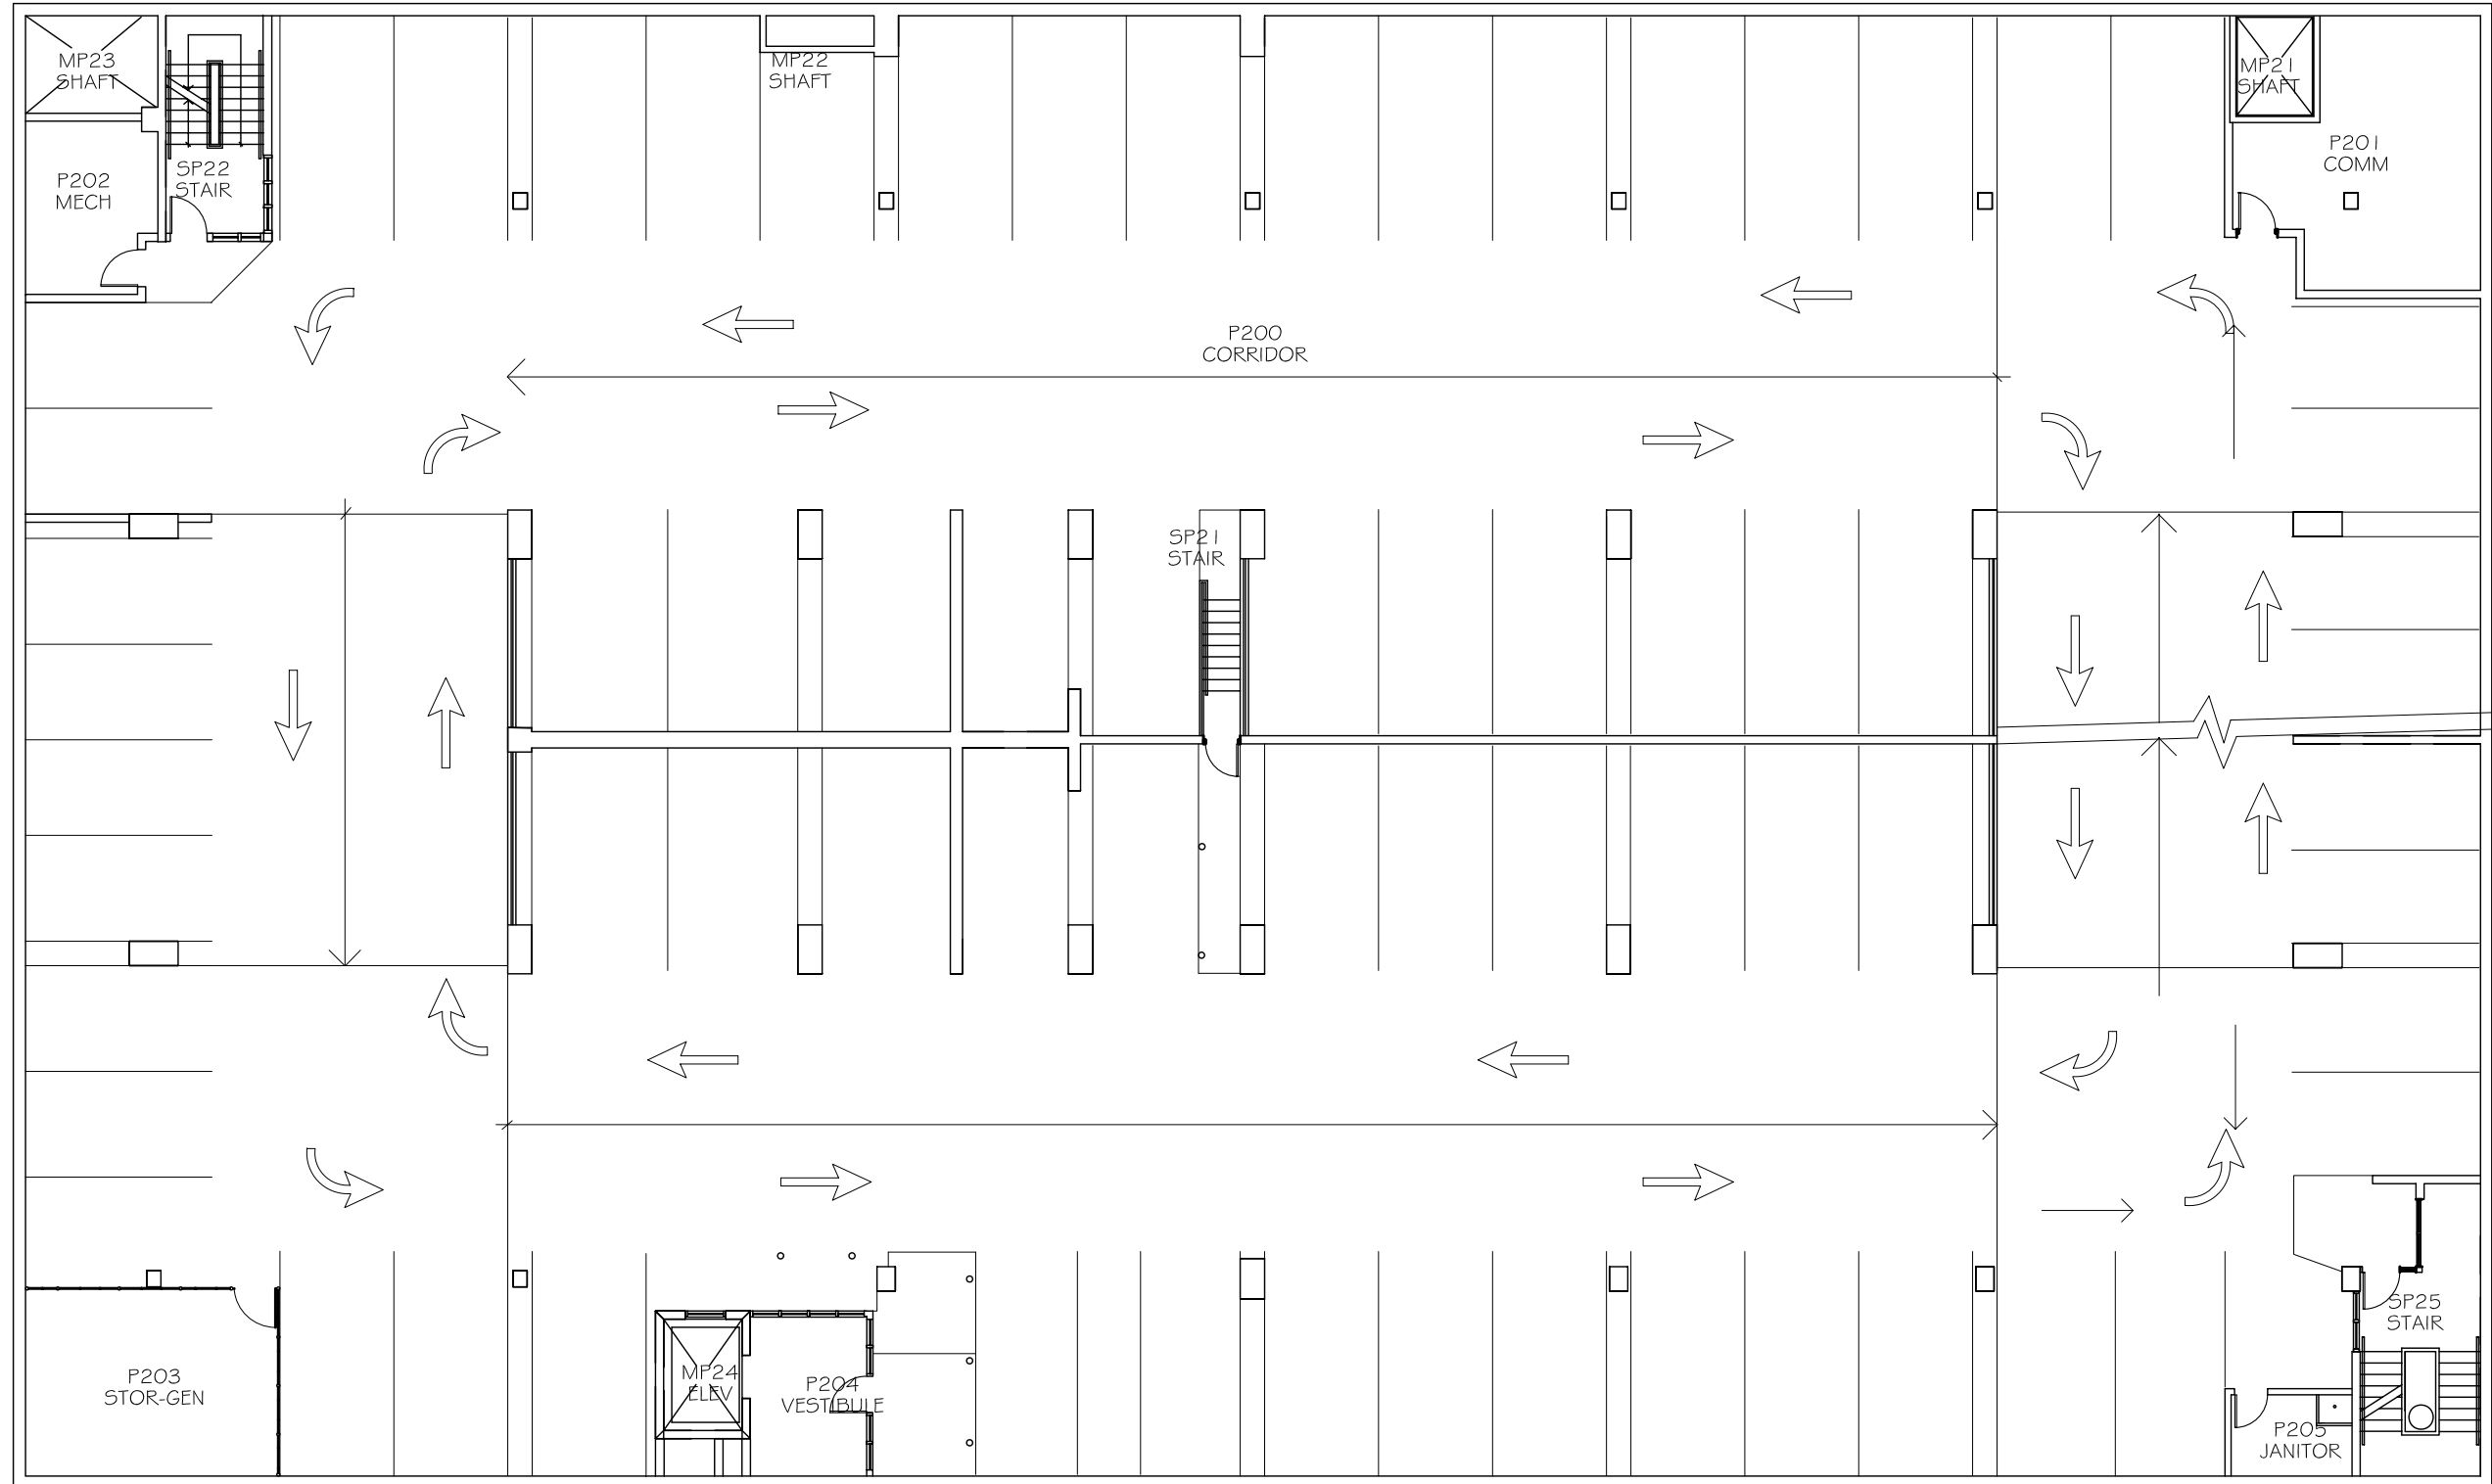 MP23
SHAFT
MP22
SHAFT
MP21
SHAFT
P201
COMM
SP22
STAIR
P202
MECH
P200
CORRIDOR
SP21
STAIR
SP25
STAIR
P203
STOR-GEN
MP24
ELEV
P204
VESTIBULE
P205
JANITOR